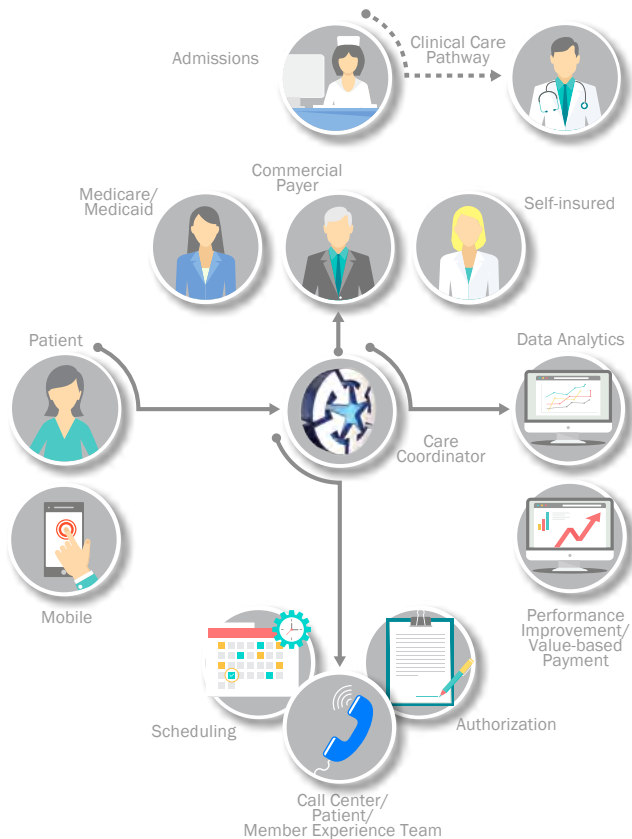 Admissions
Clinical Care
Pathway
Commercial
Payer
Medicare/
Medicaid
Self-insured
Patient
Data Analytics
Care
Coordinator
Mobile
Performance
Improvement/
Value-based
Payment
Scheduling
Authorization
Call Center/
Patient/
Member Experience Team